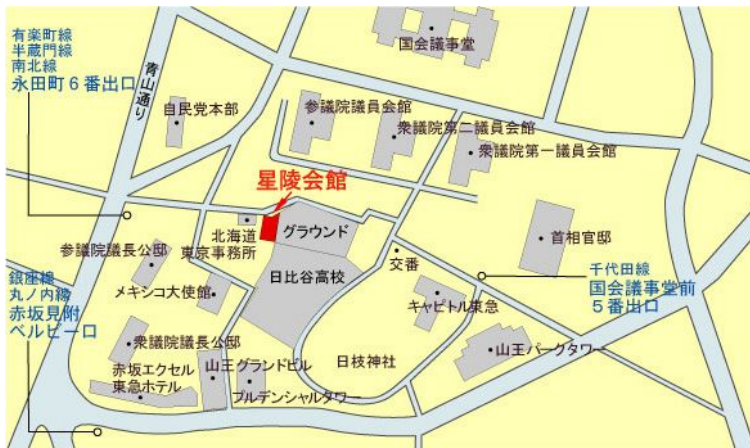 有楽町線
半蔵門線
南北線
永田町６番出口
青山通り
国会議事堂
自民党本部
参議院議員会館
衆議院第二議員会館
衆議院第一議員会館
星陵会館
北海道
東京事務所
グラウンド
首相官邸
参議院議長公邸
日比谷高校
交番
千代田線
国会議事堂前
５番出口
銀座線
丸ノ内線
赤坂見附
ベルビー口
メキシコ大使館
キャピトル東急
衆議院議長公邸
赤坂エクセル
東急ホテル
山王グランドビル
日枝神社
山王パークタワー
プルデンシャルタワー